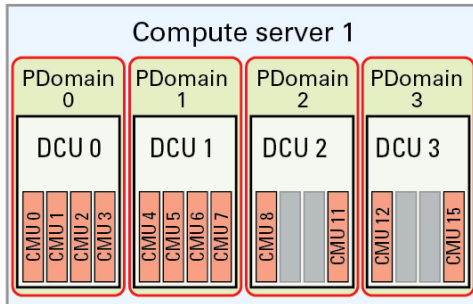 Compute server 1
PDomain
0
PDomain
1
PDomain
2
PDomain
3
DCU 0
DCU 1
DCU 2
DCU 3
CMU 0
CMU 1
CMU 2
CMU 3
CMU 4
CMU 5
CMU 6
CMU 7
CMU 8
CMU 11
CMU 12
CMU 15